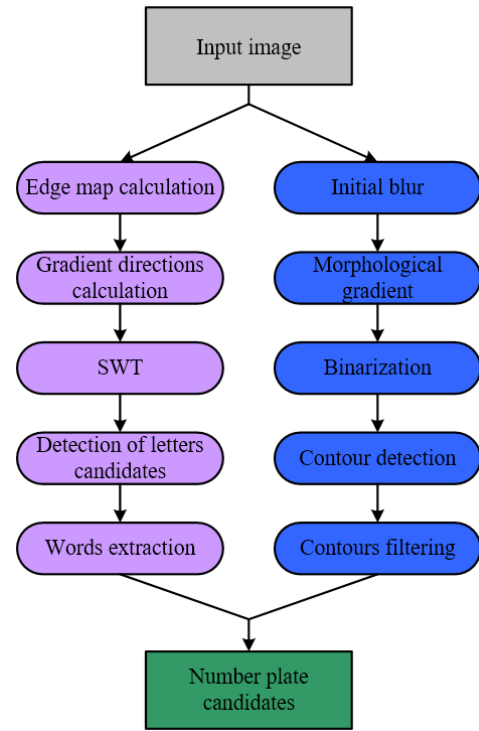 Input image
Edge map calculation
Gradient directions
calculation
SWT
Detection of letters
candidates
Words extraction
Initial blur
Morphological
gradient
Binarization
Contour detection
Contours filtering
Number plate
candidates